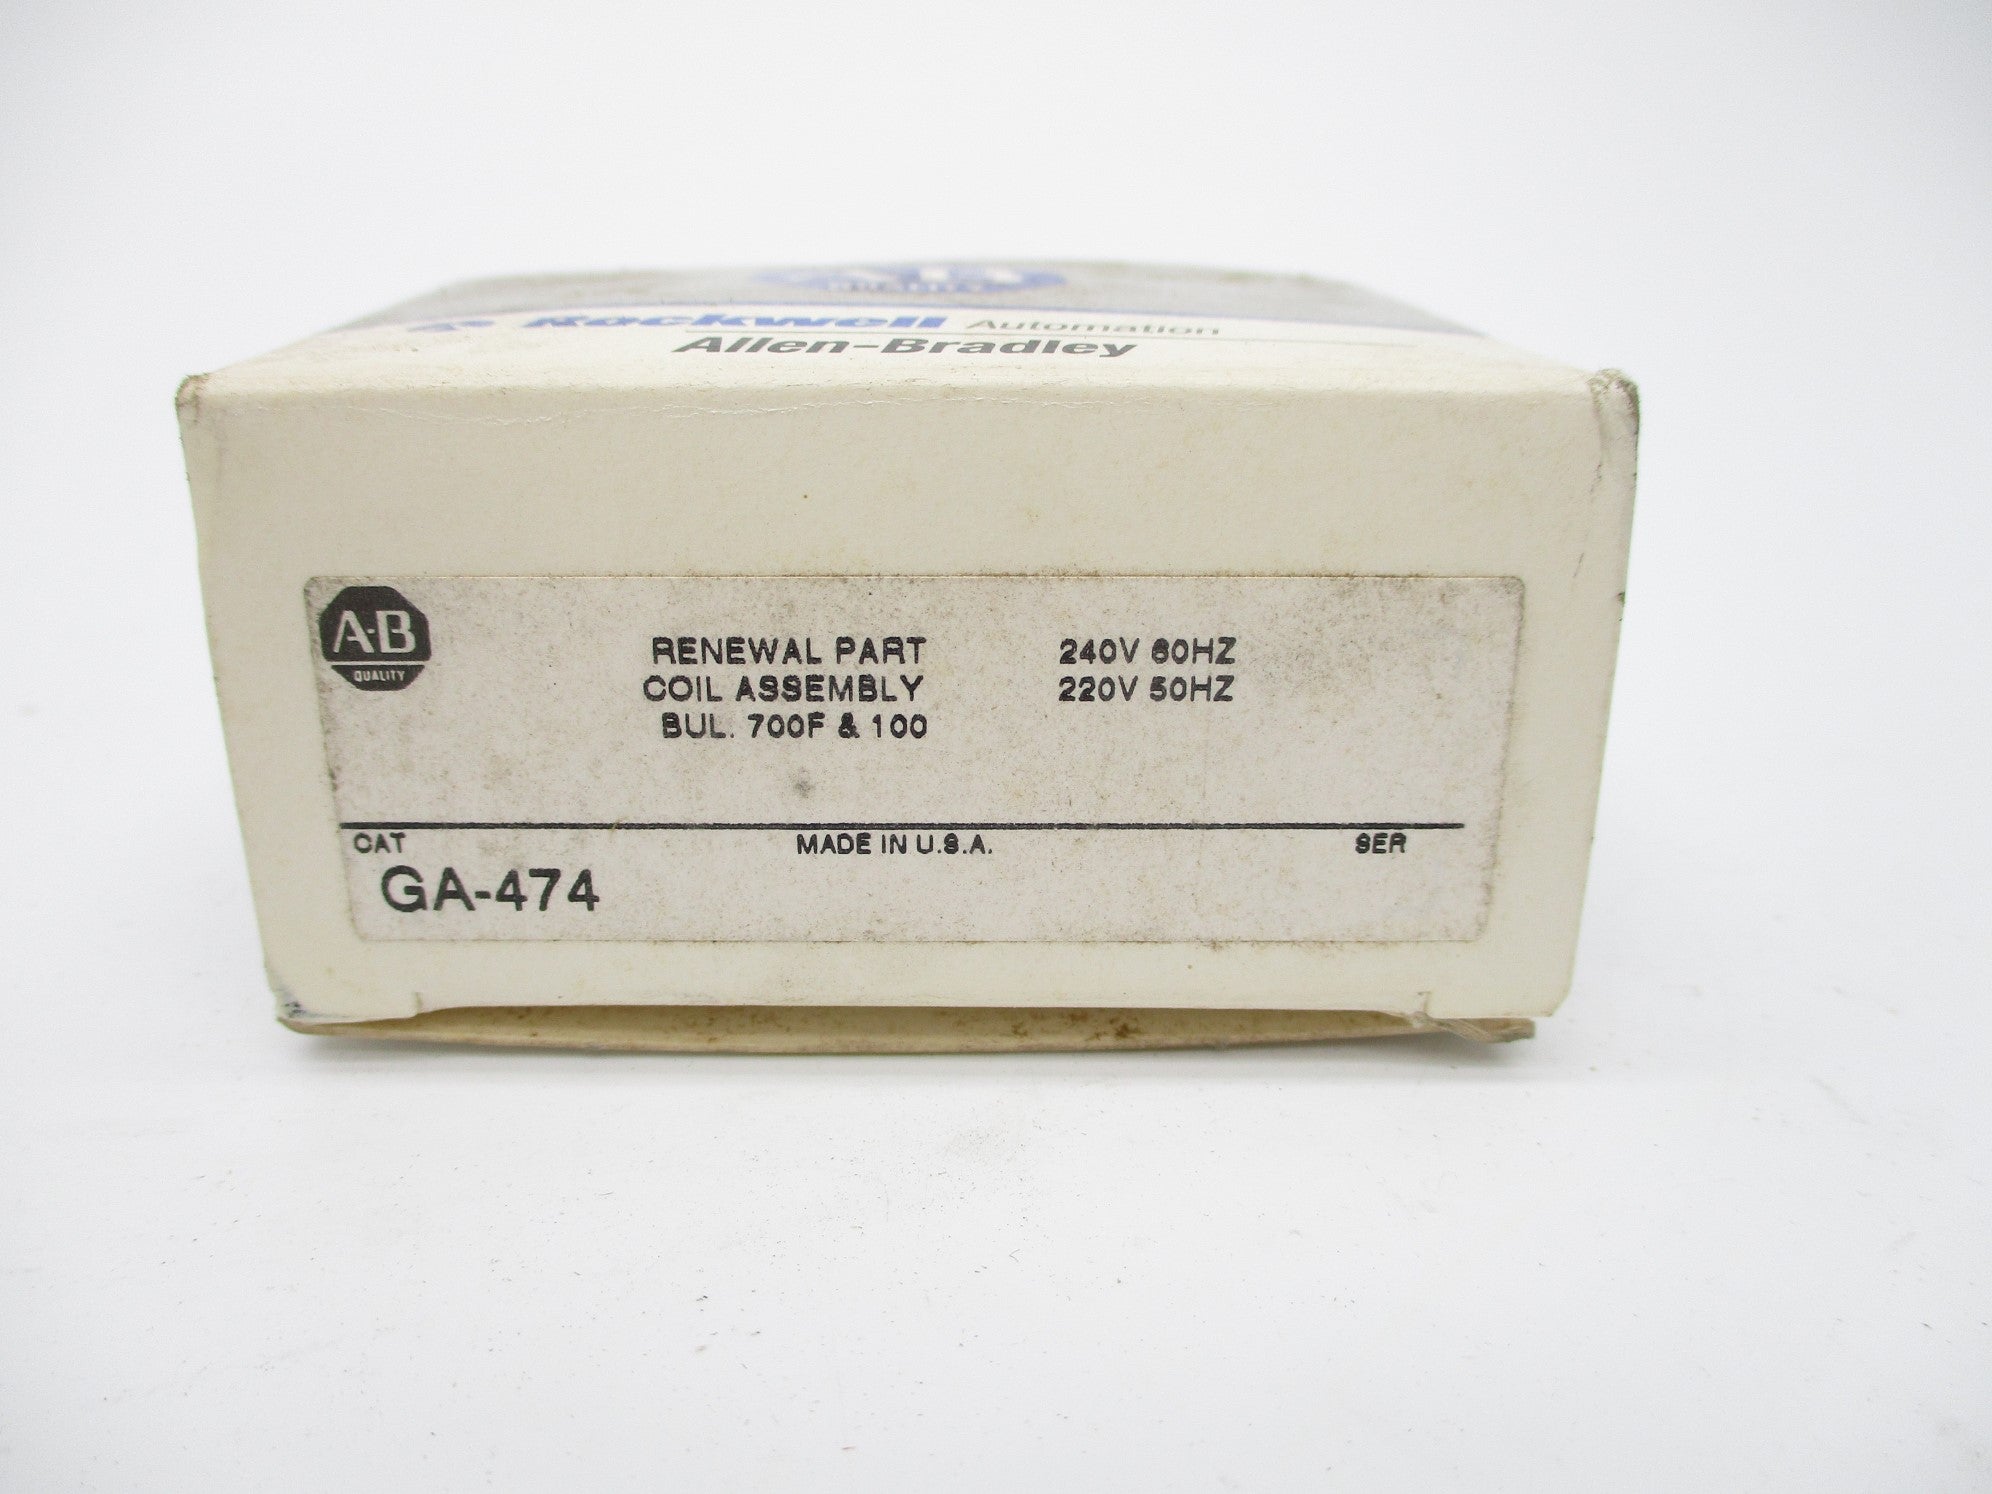 A-B
QUALITY
Rockwell Automation
Allen-Bradley
A-B
QUALITY
RENEWAL PART 240V 60HZ
COIL ASSEMBLY 220V 50HZ
BUL. 700F & 100
CAT MADE IN U.S.A. SER
GA-474